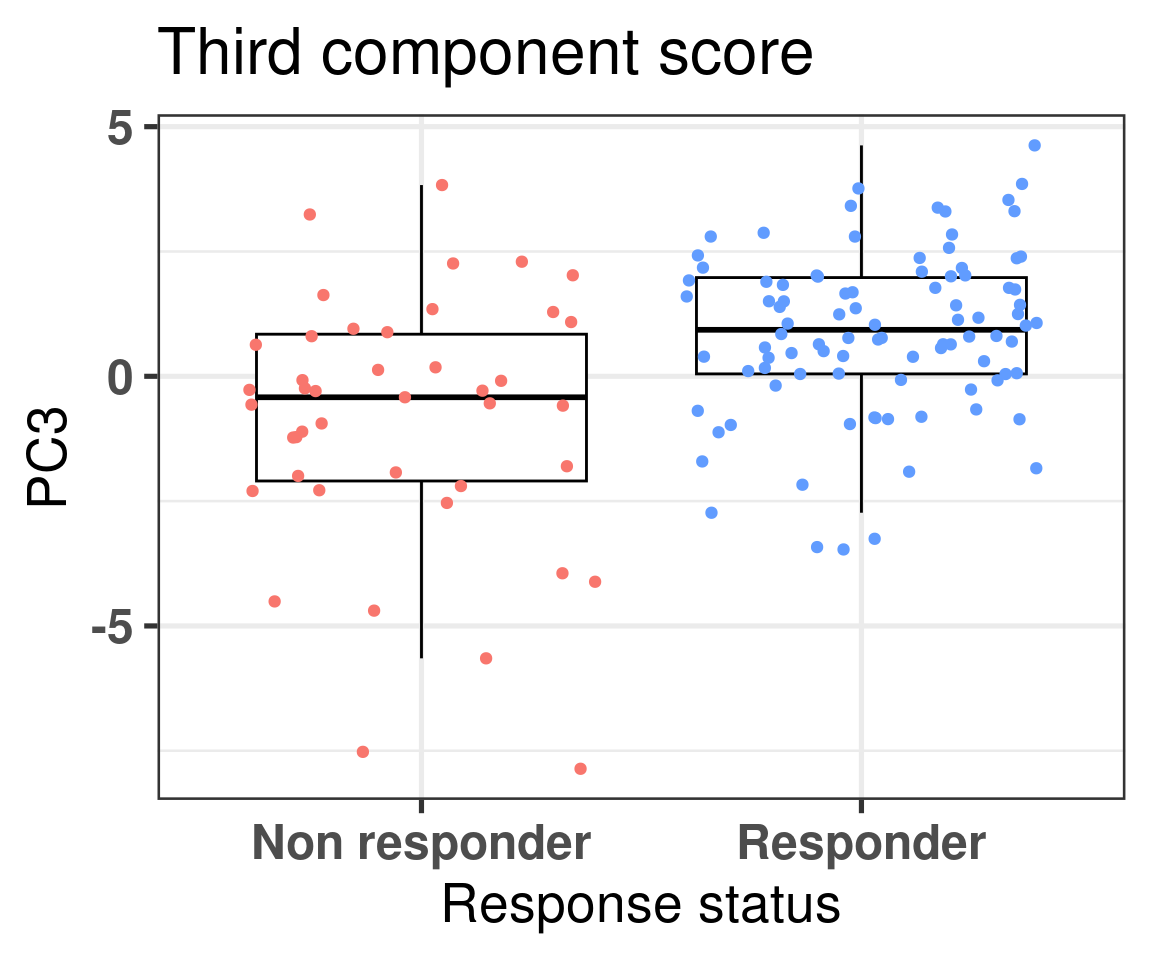 Third component score
5
0
-5
PC3
Non responder
Responder
Response status